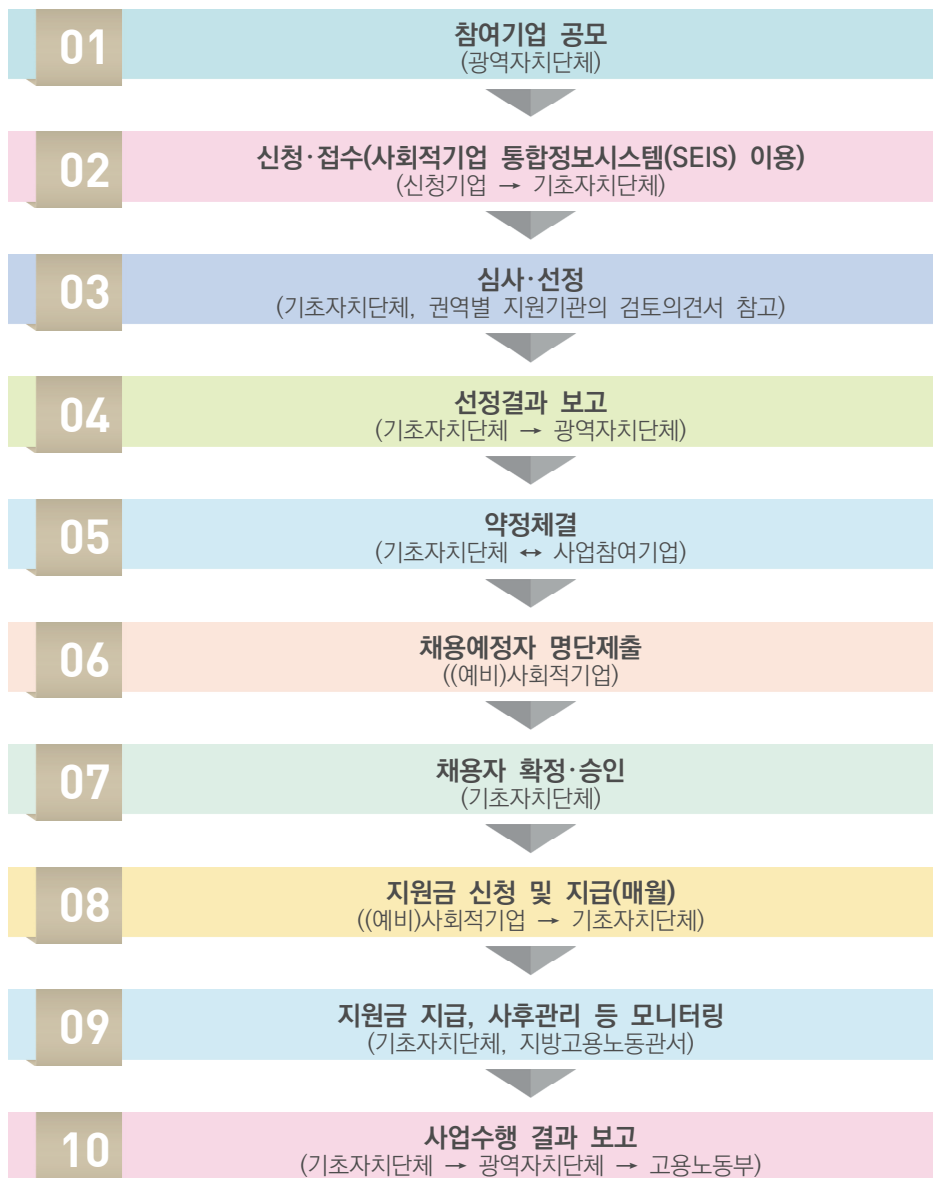 01
참여기업 공모
(광역자치단체)
02
신청·접수(사회적기업 통합정보시스템(SEIS) 이용)
(신청기업 → 기초자치단체)
03
심사·선정
(기초자치단체, 권역별 지원기관의 검토의견서 참고)
04
선정결과 보고
(기초자치단체 → 광역자치단체)
05
약정체결
(기초자치단체 ↔ 사업참여기업)
06
채용예정자 명단제출
((예비)사회적기업)
07
채용자 확정·승인
(기초자치단체)
08
지원금 신청 및 지급(매월)
((예비)사회적기업 → 기초자치단체)
09
지원금 지급, 사후관리 등 모니터링
(기초자치단체, 지방고용노동관서)
10
사업수행 결과 보고
(기초자치단체 → 광역자치단체 → 고용노동부)